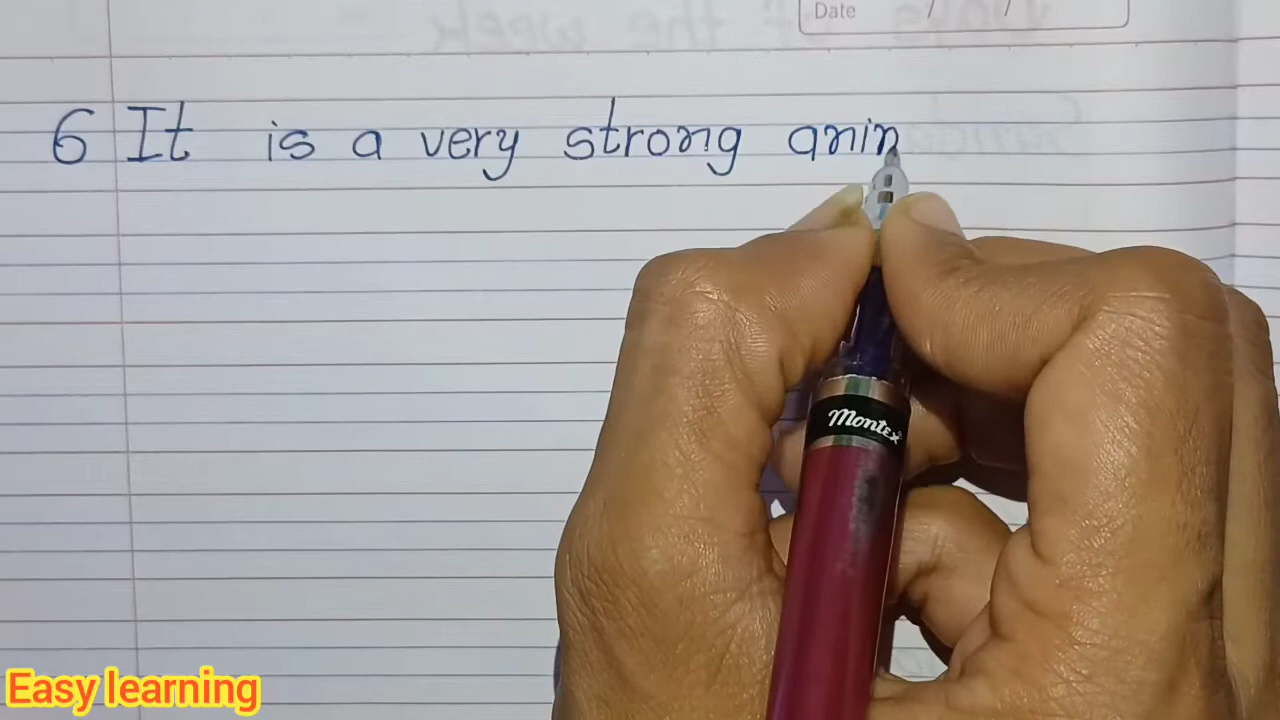 Date / /
6 It is a very strong anin
Montex
Easy learning